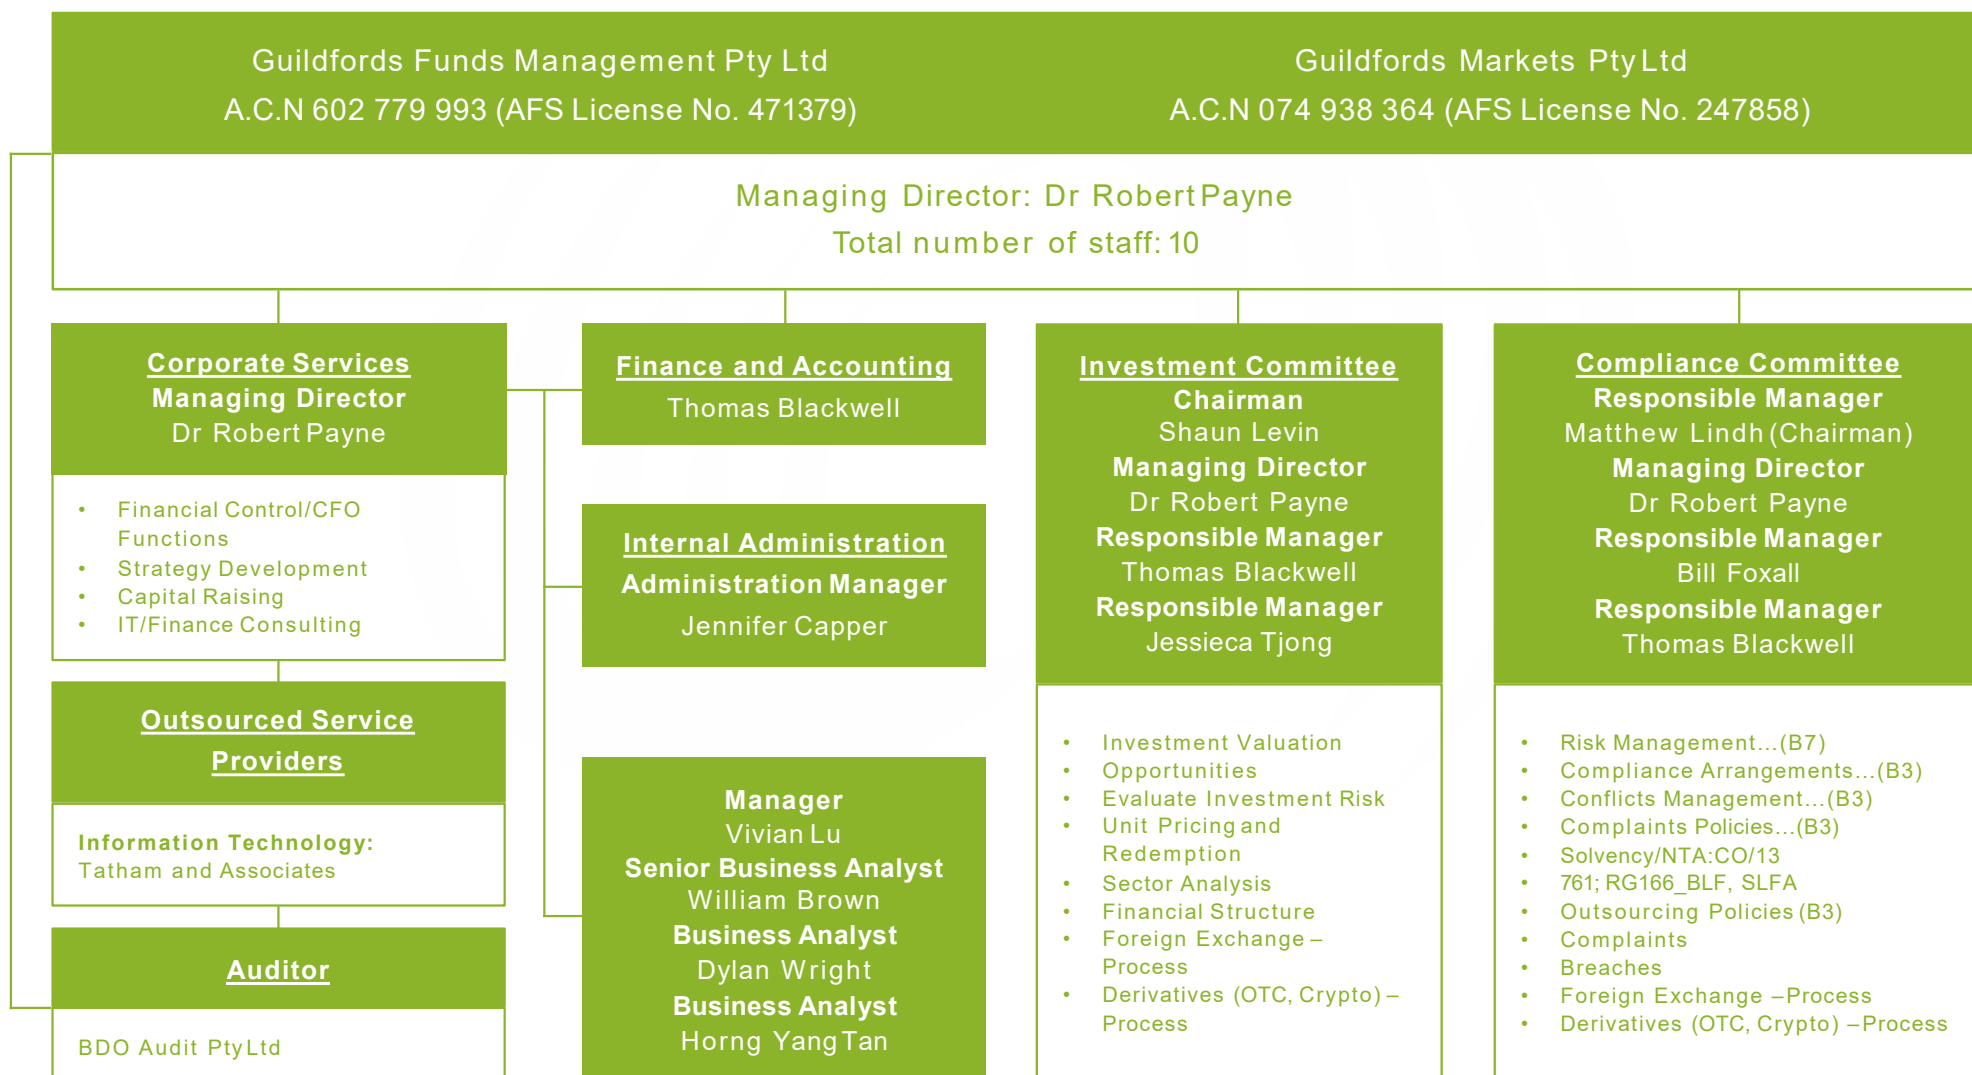 Guildfords Funds Management Pty Ltd
A.C.N 602 779 993 (AFS License No. 471379)
Guildfords Markets Pty Ltd
A.C.N 074 938 364 (AFS License No. 247858)
Managing Director: Dr Robert Payne
Total number of staff: 10
Corporate Services
Managing Director
Dr Robert Payne
• Financial Control/CFO
Functions
• Strategy Development
• Capital Raising
• IT/Finance Consulting
Outsourced Service
Providers
Information Technology:
Tatham and Associates
Auditor
BDO Audit Pty Ltd
Finance and Accounting
Thomas Blackwell
Internal Administration
Administration Manager
Jennifer Capper
Manager
Vivian Lu
Senior Business Analyst
William Brown
Business Analyst
Dylan Wright
Business Analyst
Horng Yang Tan
Investment Committee
Chairman
Shaun Levin
Managing Director
Dr Robert Payne
Responsible Manager
Thomas Blackwell
Responsible Manager
Jessieca Tjong
• Investment Valuation
• Opportunities
• Evaluate Investment Risk
• Unit Pricing and
Redemption
• Sector Analysis
• Financial Structure
• Foreign Exchange –
Process
• Derivatives (OTC, Crypto) –
Process
Compliance Committee
Responsible Manager
Matthew Lindh (Chairman)
Managing Director
Dr Robert Payne
Responsible Manager
Bill Foxall
Responsible Manager
Thomas Blackwell
• Risk Management…(B7)
• Compliance Arrangements…(B3)
• Conflicts Management…(B3)
• Complaints Policies…(B3)
• Solvency/NTA:CO/13
• 761; RG166_BLF, SLFA
• Outsourcing Policies (B3)
• Complaints
• Breaches
• Foreign Exchange –Process
• Derivatives (OTC, Crypto) –Process